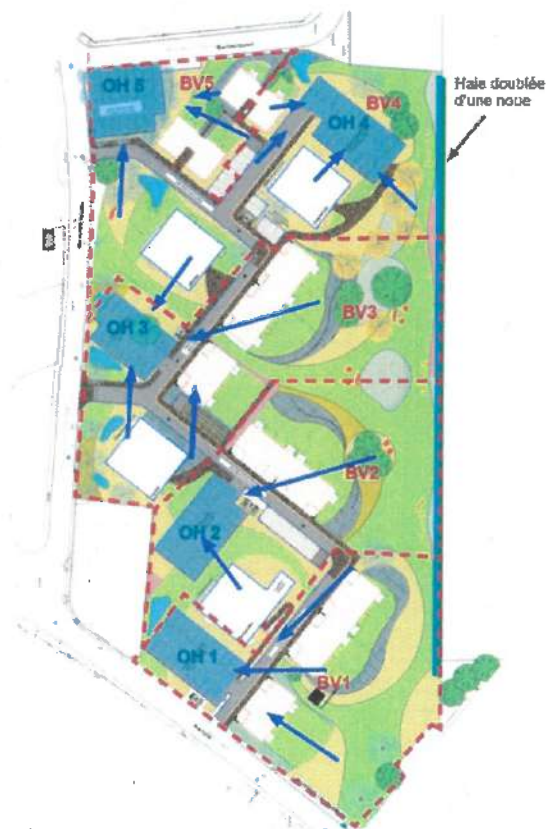 OH 5
BV5
BV4
OH 4
Haie doublée
d'une noue
BV3
OH 3
BV2
OH 2
OH 1
BV1